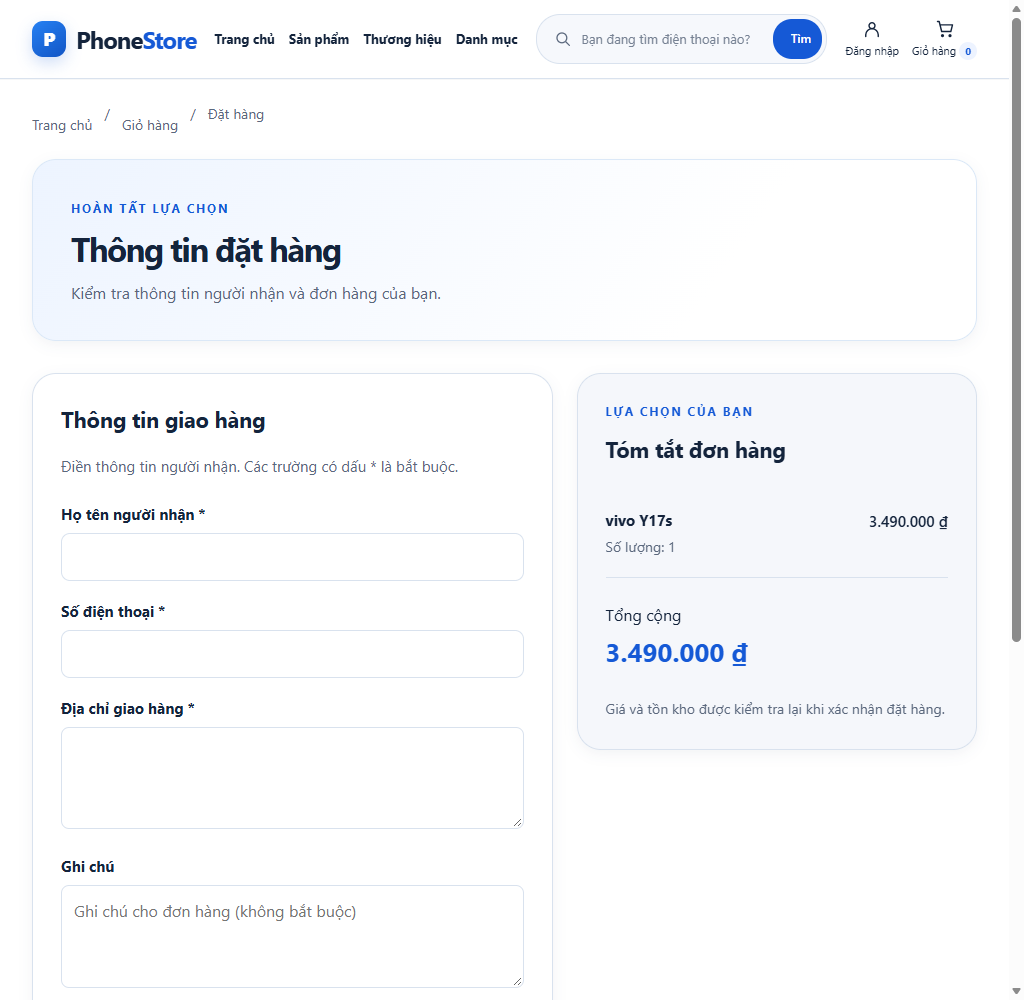 P PhoneStore Trang chủ Sản phẩm Thương hiệu Danh mục Bạn đang tìm điện thoại nào? Tìm Đăng nhập Giỏ hàng 0
Trang chủ / Giỏ hàng / Đặt hàng
HOÀN TẤT LỰA CHỌN
Thông tin đặt hàng
Kiểm tra thông tin người nhận và đơn hàng của bạn.
Thông tin giao hàng
Điền thông tin người nhận. Các trường có dấu * là bắt buộc.
Họ tên người nhận *
Số điện thoại *
Địa chỉ giao hàng *
Ghi chú
Ghi chú cho đơn hàng (không bắt buộc)
LỰA CHỌN CỦA BẠN
Tóm tắt đơn hàng
vivo Y17s 3.490.000 ₫
Số lượng: 1
Tổng cộng
3.490.000 ₫
Giá và tồn kho được kiểm tra lại khi xác nhận đặt hàng.